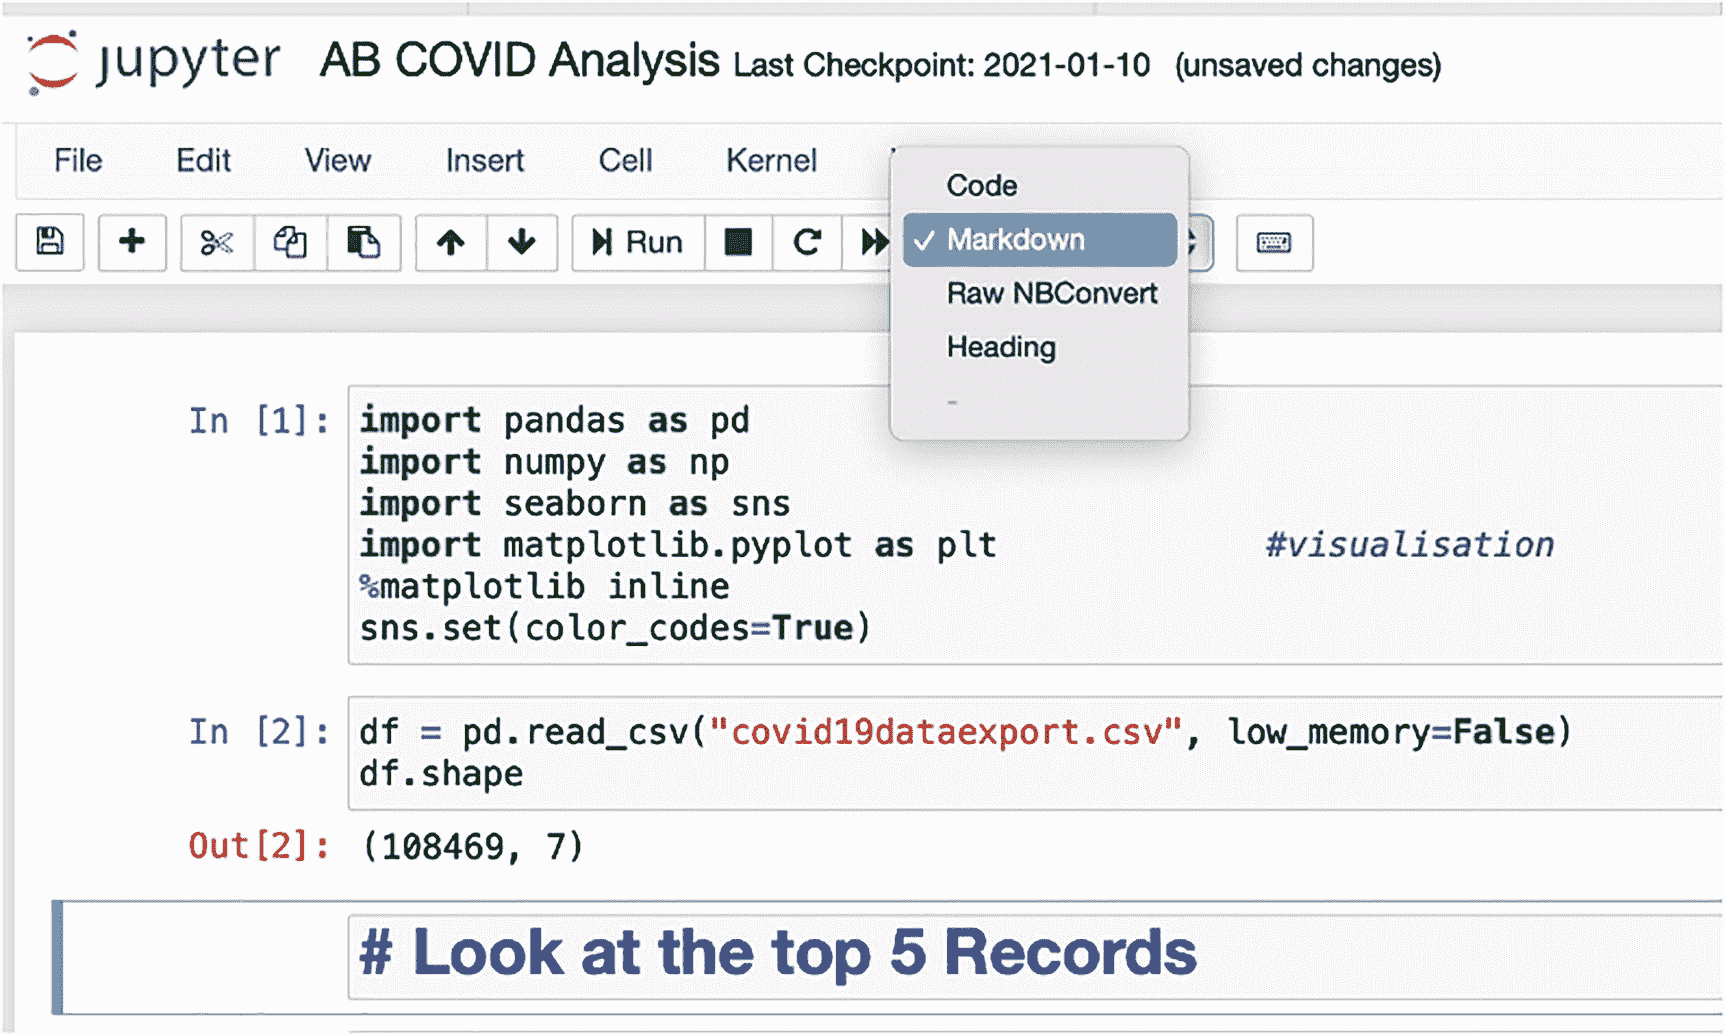 jupyter AB COVID Analysis Last Checkpoint: 2021-01-10 (unsaved changes)
File Edit View Insert Cell Kernel
Code
Run
✓ Markdown
Raw NBConvert
Heading
-
In [1]: import pandas as pd
import numpy as np
import seaborn as sns
import matplotlib.pyplot as plt #visualisation
%matplotlib inline
sns.set(color_codes=True)
In [2]: df = pd.read_csv("covid19dataexport.csv", low_memory=False)
df.shape
Out[2]: (108469, 7)
# Look at the top 5 Records